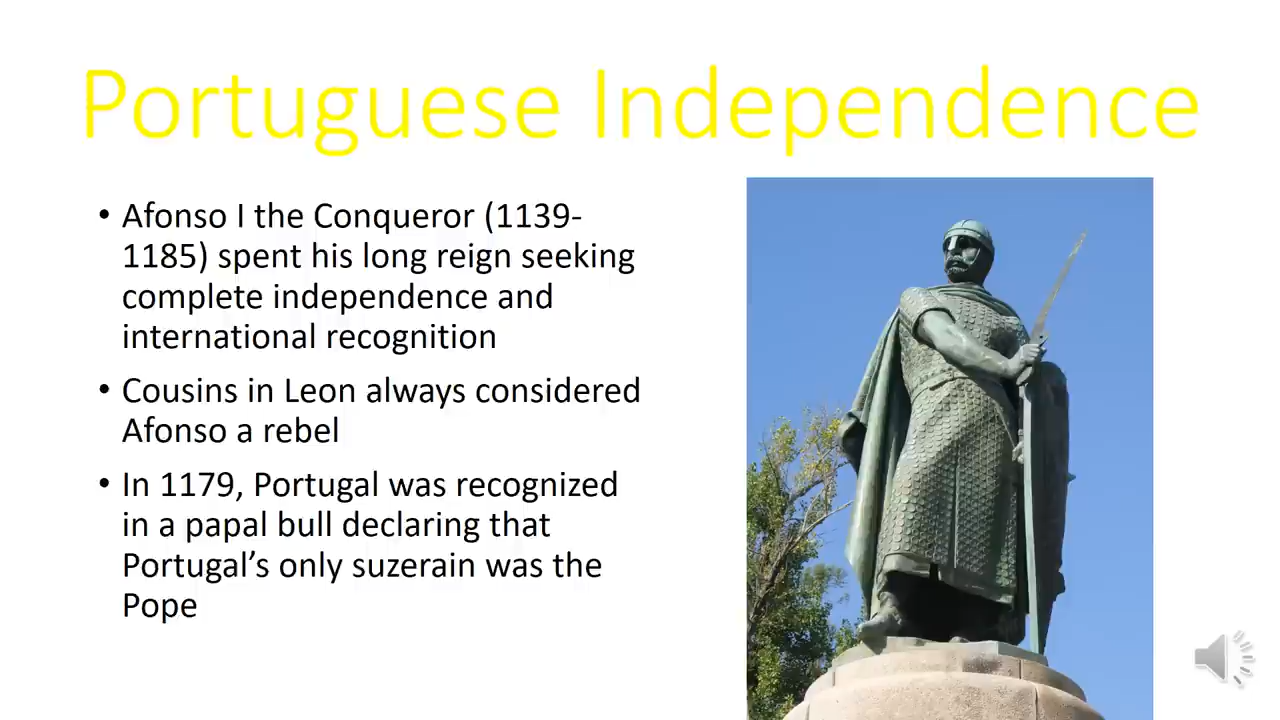 Portuguese Independence
• Afonso I the Conqueror (1139-
1185) spent his long reign seeking
complete independence and
international recognition
• Cousins in Leon always considered
Afonso a rebel
• In 1179, Portugal was recognized
in a papal bull declaring that
Portugal’s only suzerain was the
Pope